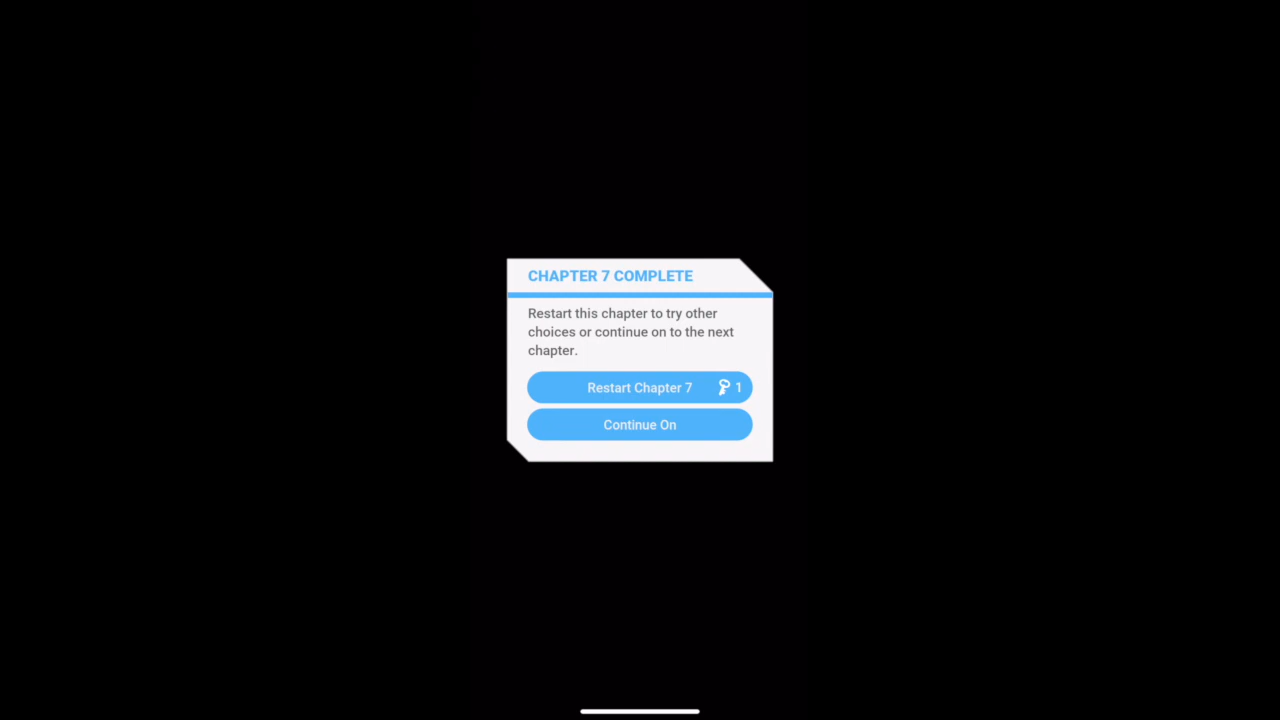 CHAPTER 7 COMPLETE
Restart this chapter to try other
choices or continue on to the next
chapter.
Restart Chapter 7 1
Continue On